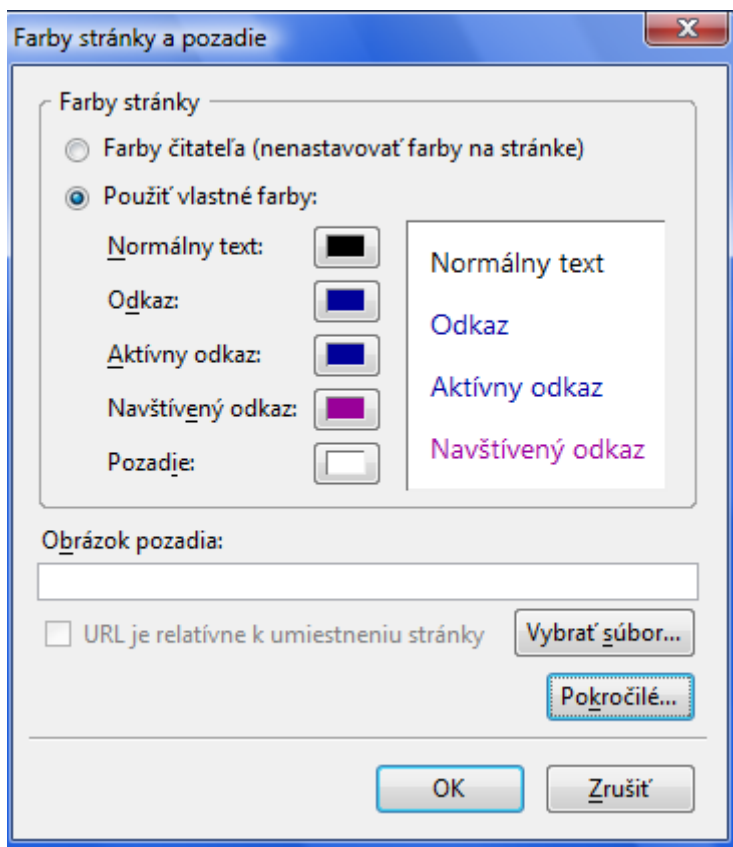 Farby stránky a pozadie
Farby stránky
Farby čitateľa (nenastavovať farby na stránke)
Použiť vlastné farby:
Normálny text:
Odkaz:
Aktívny odkaz:
Navštívený odkaz:
Pozadie:
Normálny text
Odkaz
Aktívny odkaz
Navštívený odkaz
Obrázok pozadia:
URL je relatívne k umiestneniu stránky
Vybrať súbor...
Pokročilé...
OK
Zrušiť